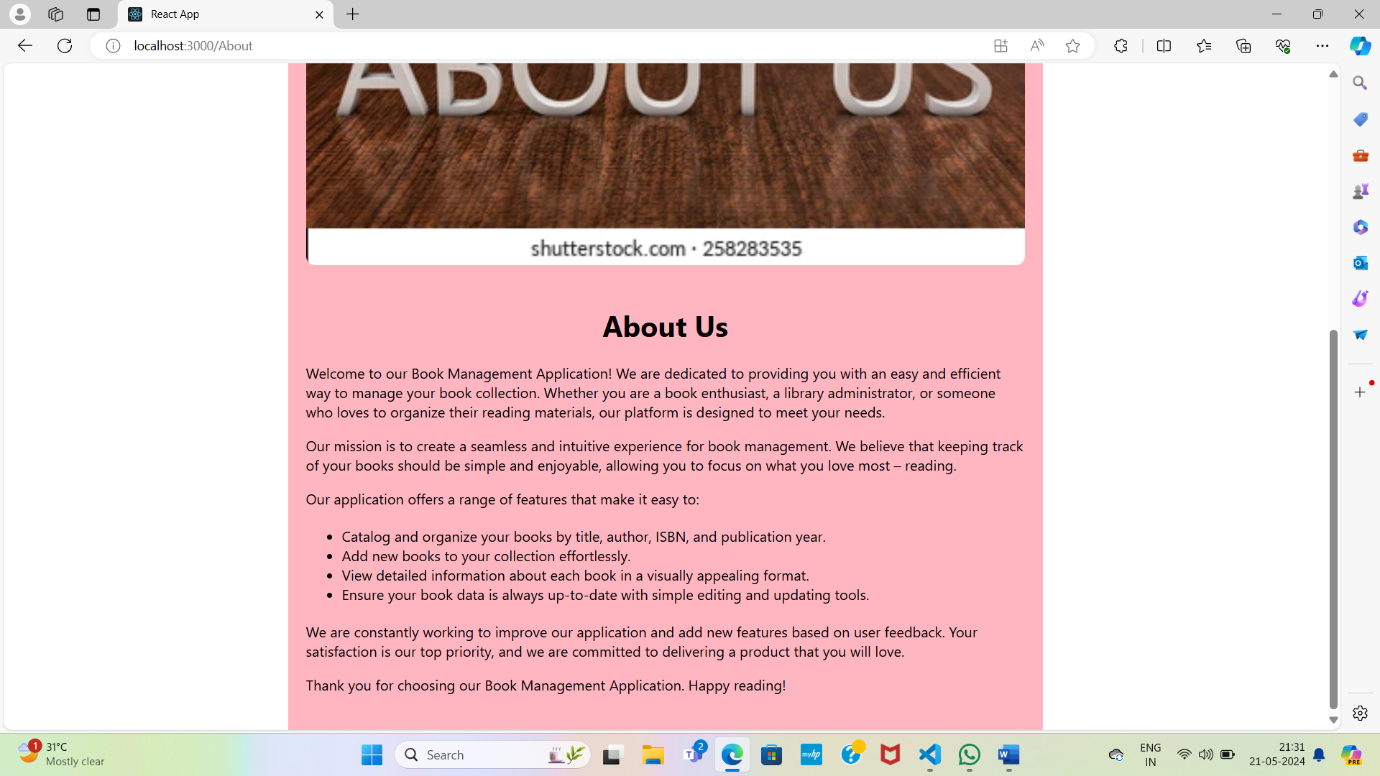 React App
localhost:3000/About
ABOUT US
shutterstock.com · 258283535
About Us
Welcome to our Book Management Application! We are dedicated to providing you with an easy and efficient
way to manage your book collection. Whether you are a book enthusiast, a library administrator, or someone
who loves to organize their reading materials, our platform is designed to meet your needs.
Our mission is to create a seamless and intuitive experience for book management. We believe that keeping track
of your books should be simple and enjoyable, allowing you to focus on what you love most – reading.
Our application offers a range of features that make it easy to:
• Catalog and organize your books by title, author, ISBN, and publication year.
• Add new books to your collection effortlessly.
• View detailed information about each book in a visually appealing format.
• Ensure your book data is always up-to-date with simple editing and updating tools.
We are constantly working to improve our application and add new features based on user feedback. Your
satisfaction is our top priority, and we are committed to delivering a product that you will love.
Thank you for choosing our Book Management Application. Happy reading!
1
31°C
Mostly clear
Search
2
myhp
ENG
IN
21:31
21-05-2024
PRE